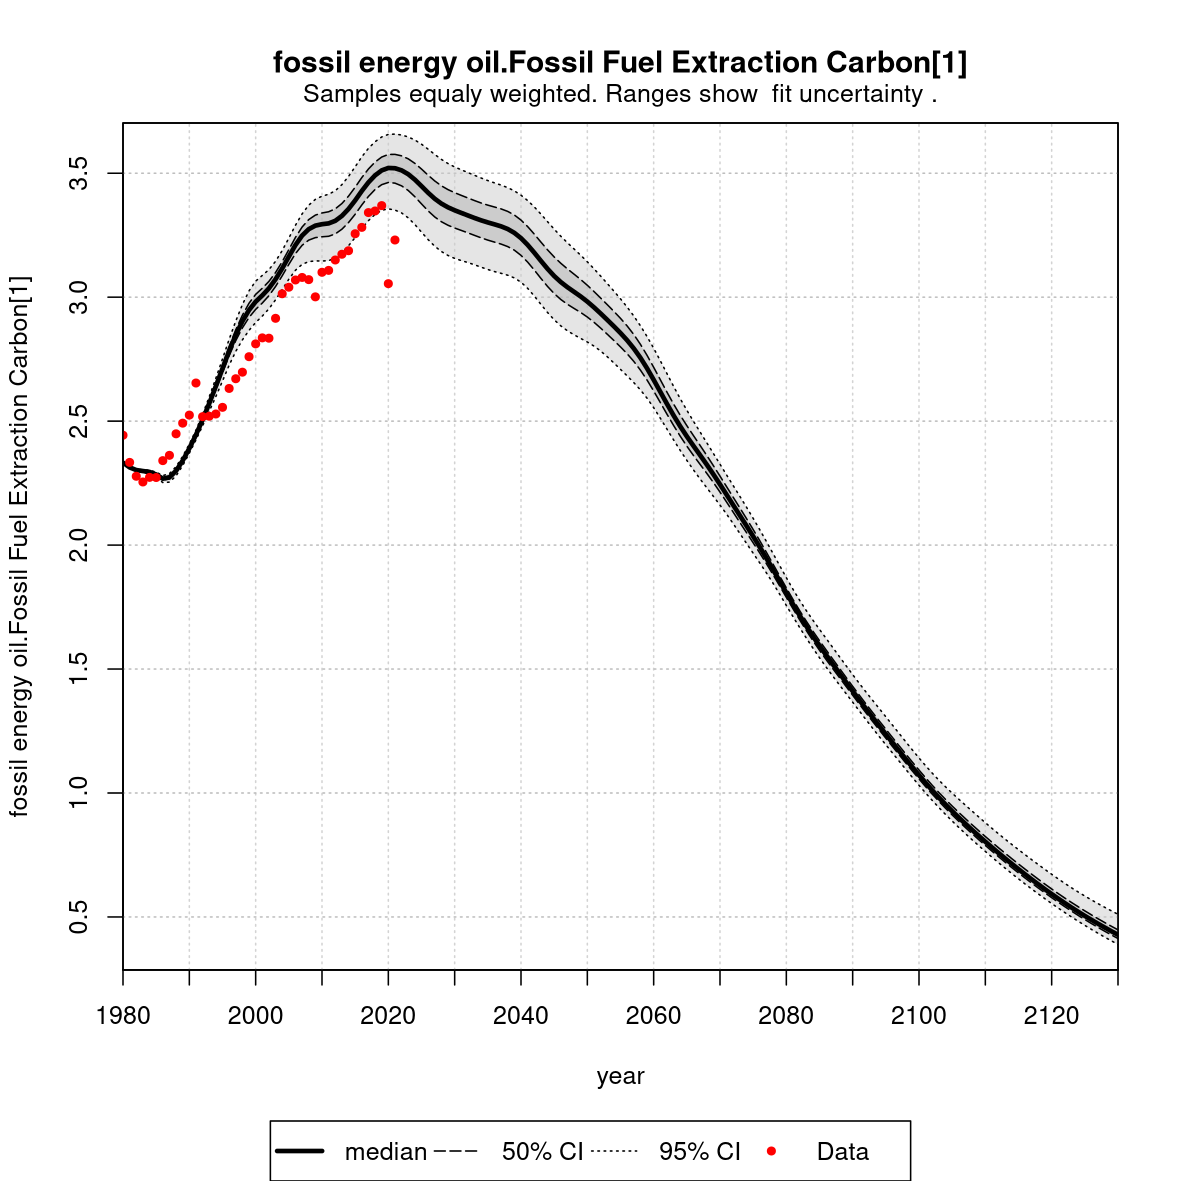 fossil energy oil.Fossil Fuel Extraction Carbon[1]
Samples equaly weighted. Ranges show  fit uncertainty .
fossil energy oil.Fossil Fuel Extraction Carbon[1]
3.5
3.0
2.5
2.0
1.5
1.0
0.5
1980 2000 2020 2040 2060 2080 2100 2120
year
median 50% CI 95% CI Data